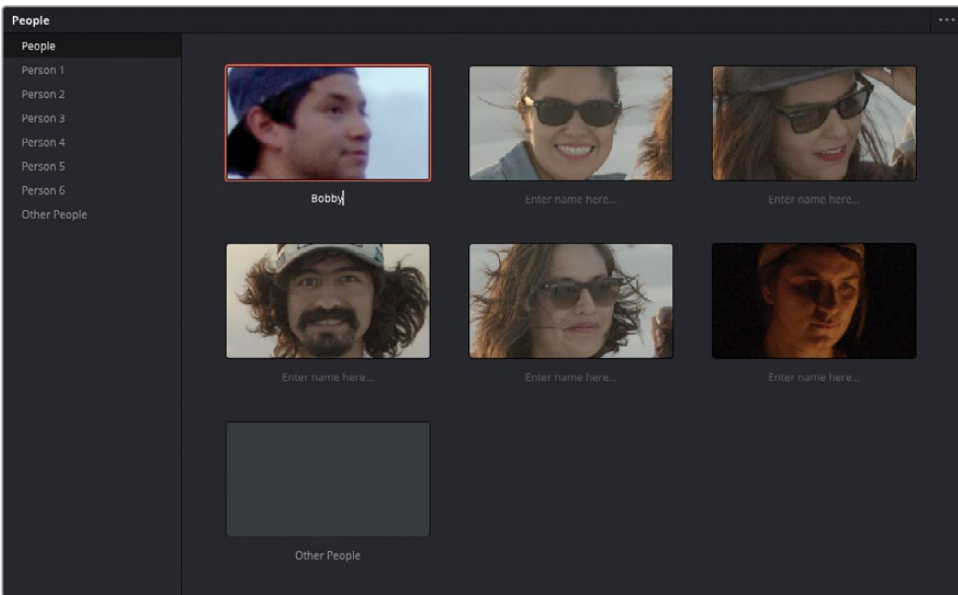 People
People
Person 1
Person 2
Person 3
Person 4
Person 5
Person 6
Other People
Bobby
Enter name here...
Enter name here...
Enter name here...
Enter name here...
Enter name here...
Other People